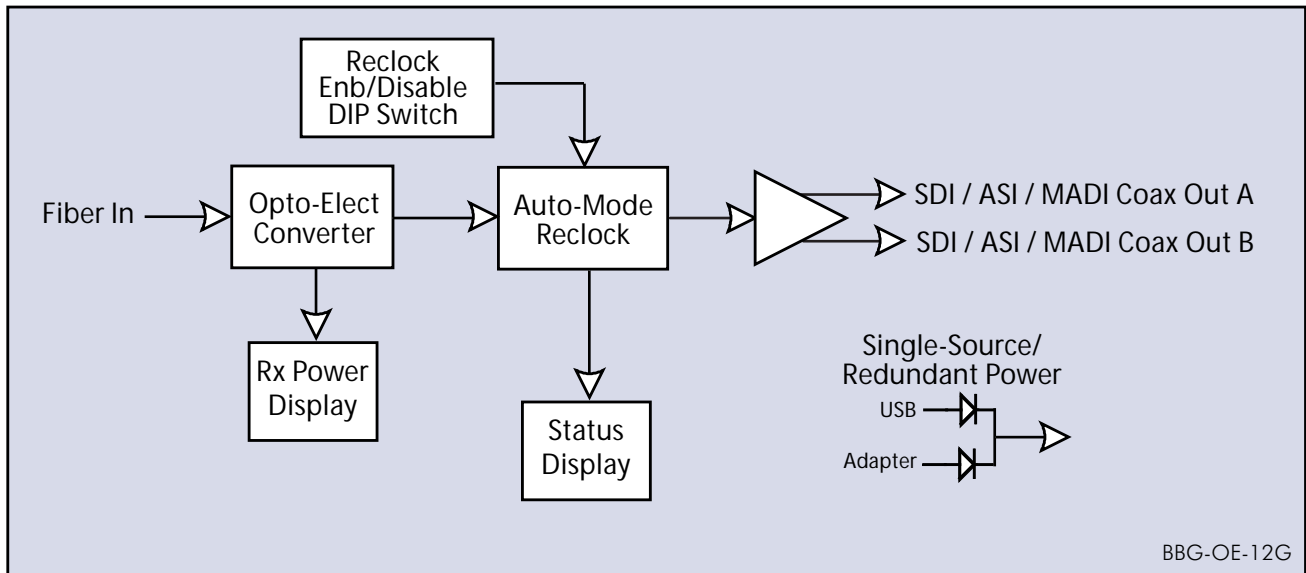 Reclock
Enb/Disable
DIP Switch
Fiber In
Opto-Elect
Converter
Auto-Mode
Reclock
SDI / ASI / MADI Coax Out A
SDI / ASI / MADI Coax Out B
Rx Power
Display
Status
Display
Single-Source/
Redundant Power
USB
Adapter
BBG-OE-12G